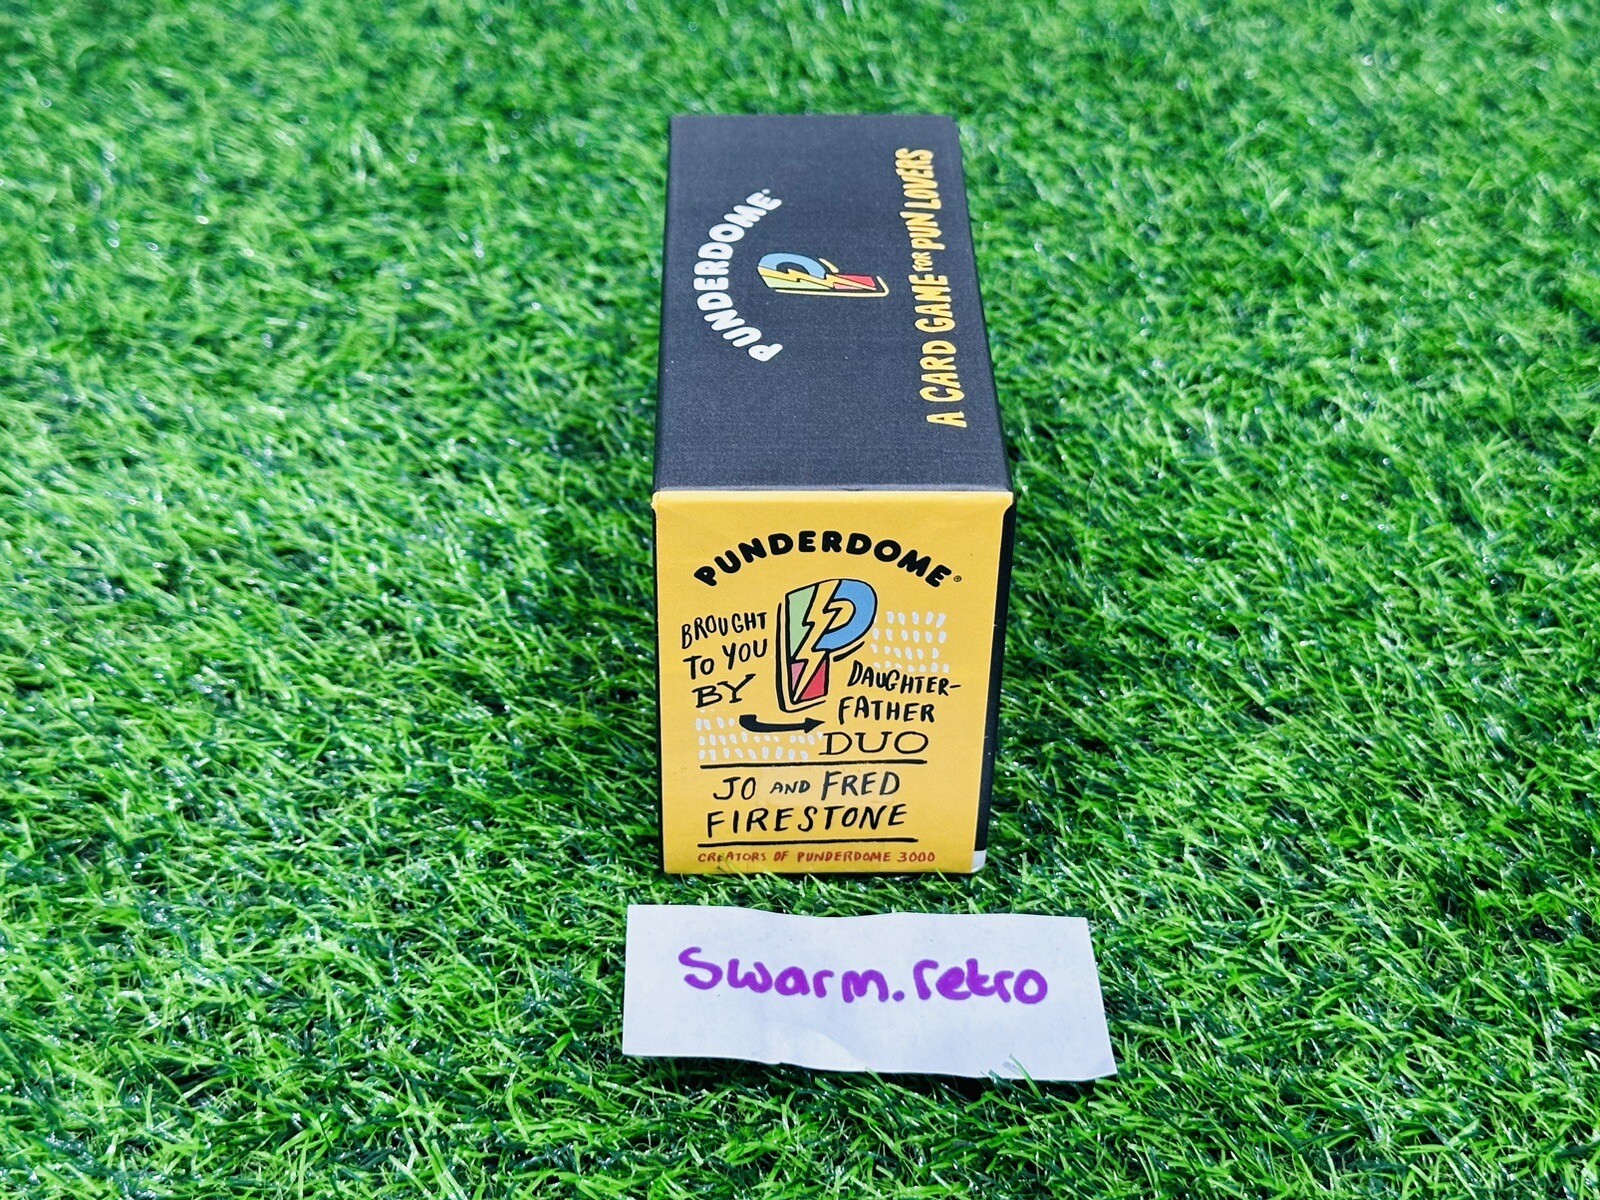 PUNDERDOME
A CARD GAME FOR PUN LOVERS
PUNDERDOME®
BROUGHT
TO YOU
BY
DAUGHTER-
FATHER
DUO
JO AND FRED
FIRESTONE
CREATORS OF PUNDERDOME 3000
Swarm.retro